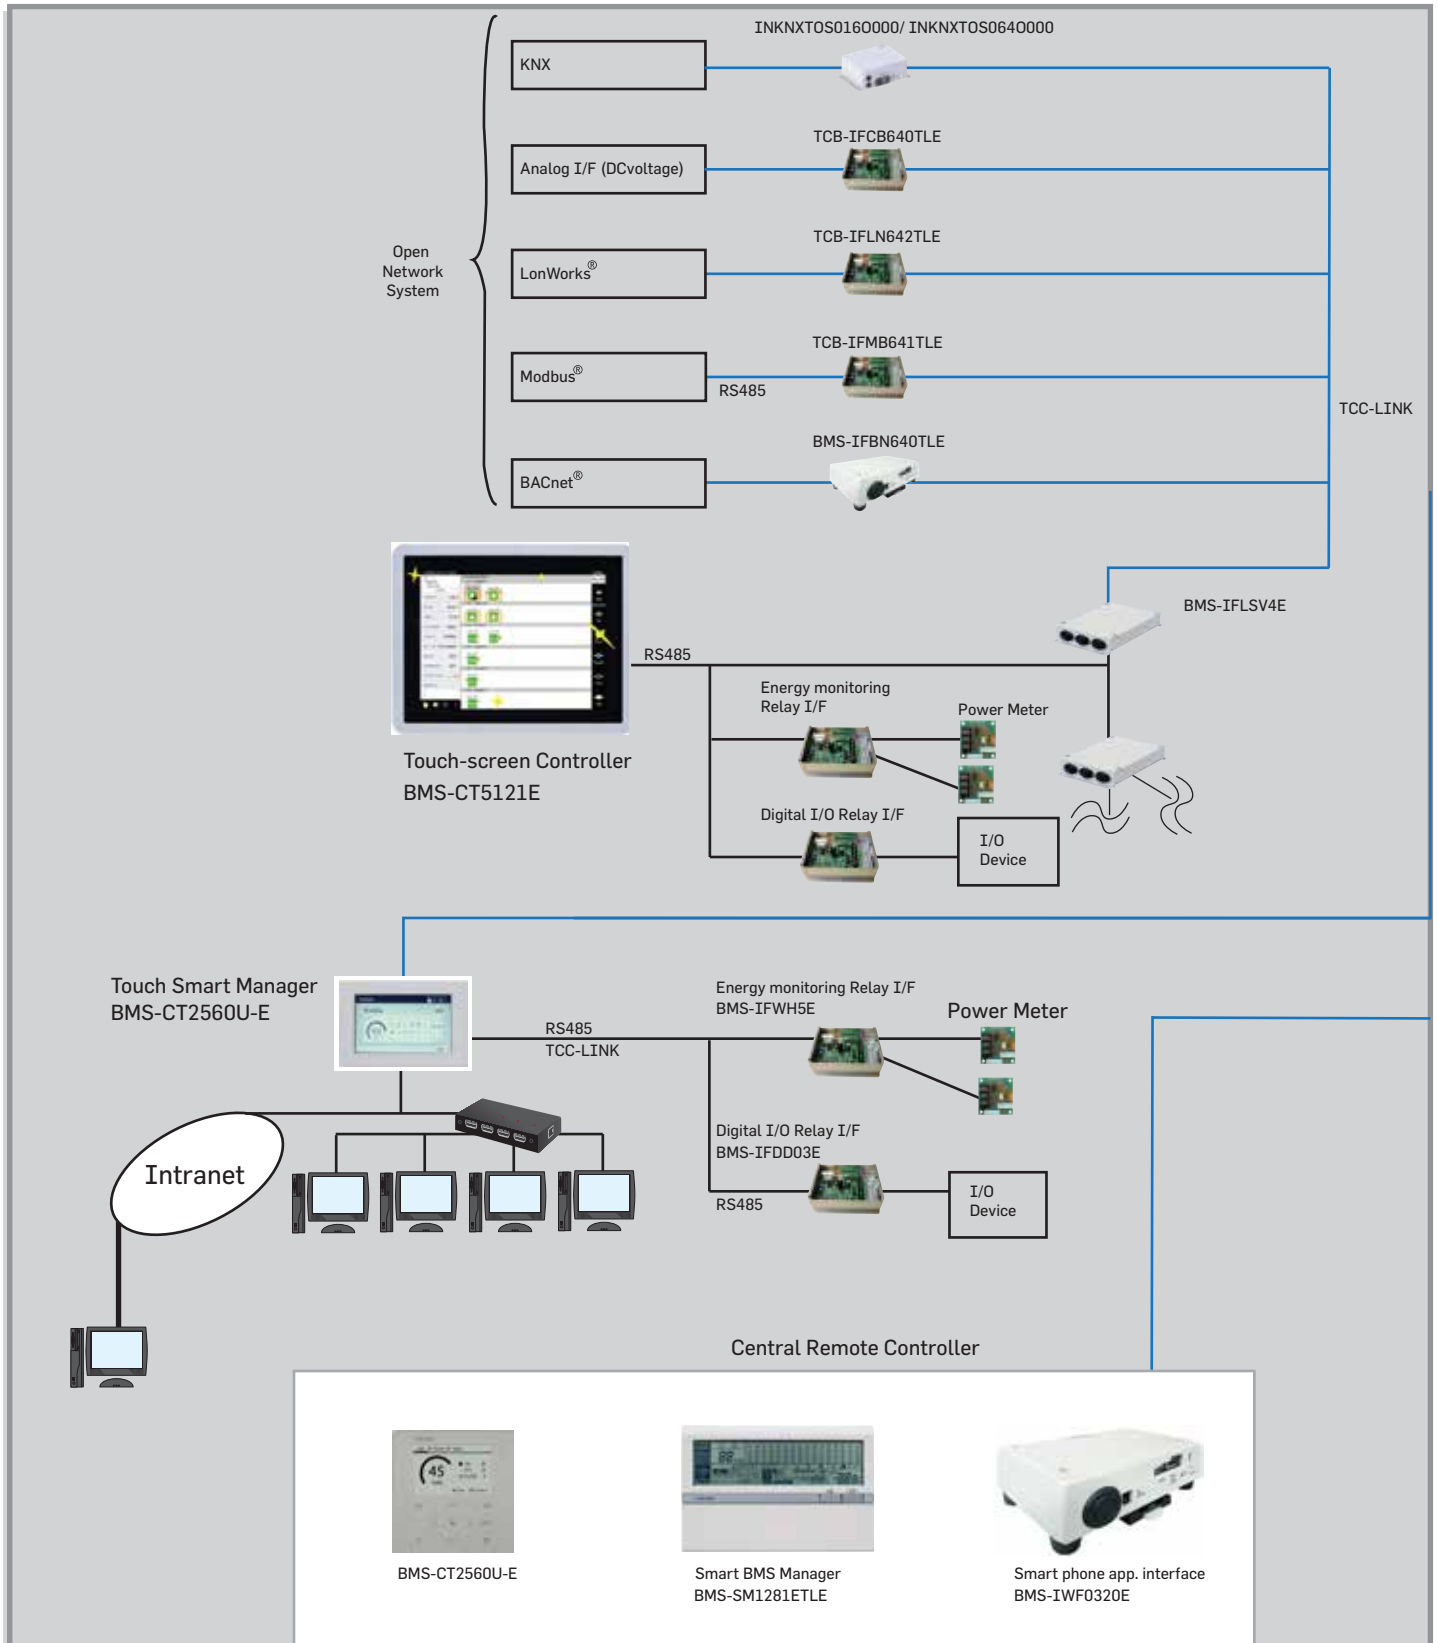 INKNXTOS016O000/ INKNXTOS064O000
KNX
TCB-IFCB640TLE
Analog I/F (DCvoltage)
TCB-IFLN642TLE
Open
Network
System
LonWorks®
TCB-IFMB641TLE
Modbus®
RS485
TCC-LINK
BMS-IFBN640TLE
BACnet®
BMS-IFLSV4E
RS485
Energy monitoring
Relay I/F
Power Meter
Touch-screen Controller
BMS-CT5121E
Digital I/O Relay I/F
I/O
Device
Touch Smart Manager
BMS-CT2560U-E
Energy monitoring Relay I/F
BMS-IFWH5E
Power Meter
RS485
TCC-LINK
Digital I/O Relay I/F
BMS-IFDD03E
Intranet
RS485
I/O
Device
Central Remote Controller
45
BMS-CT2560U-E
Smart BMS Manager
BMS-SM1281ETLE
Smart phone app. interface
BMS-IWF0320E